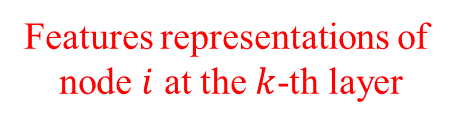 Features representations of
node i at the k-th layer